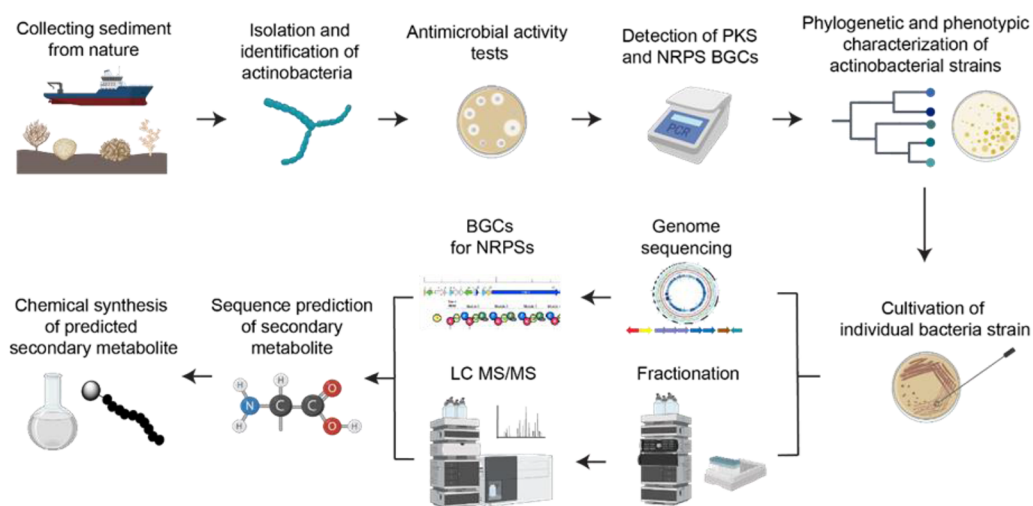 Collecting sediment
from nature
Isolation and
identification of
actinobacteria
Antimicrobial activity
tests
Detection of PKS
and NRPS BGCs
Phylogenetic and phenotypic
characterization of
actinobacterial strains
PCR
BGCs
for NRPSs
Genome
sequencing
Chemical synthesis
of predicted
secondary metabolite
Sequence prediction
of secondary
metabolite
Cultivation of
individual bacteria strain
LC MS/MS
Fractionation
H
H
N
H
C
C
O
O
H